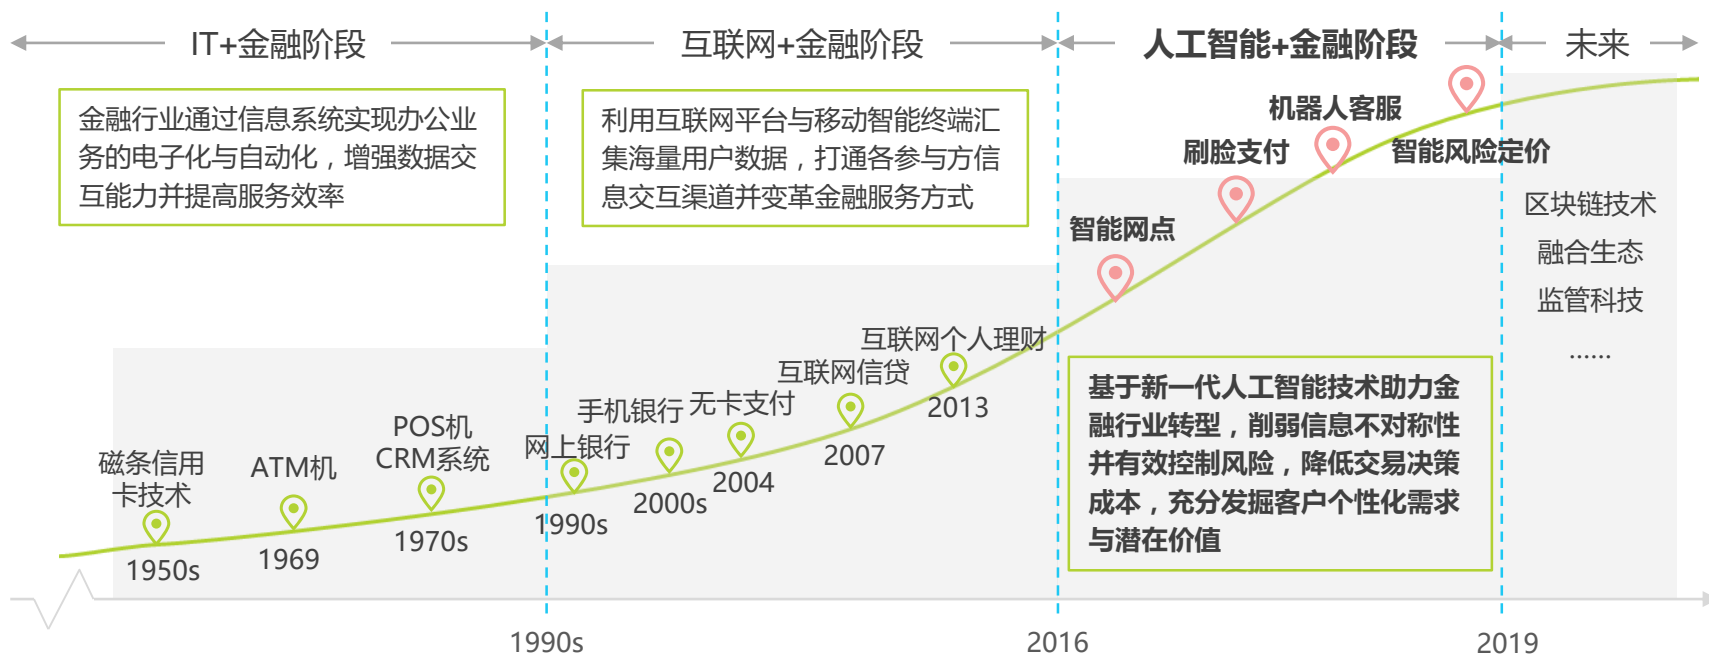 IT+金融阶段
互联网+金融阶段
人工智能+金融阶段
未来
金融行业通过信息系统实现办公业
务的电子化与自动化，增强数据交
互能力并提高服务效率
利用互联网平台与移动智能终端汇
集海量用户数据，打通各参与方信
息交互渠道并变革金融服务方式
机器人客服
刷脸支付
智能风险定价
智能网点
区块链技术
融合生态
监管科技
......
基于新一代人工智能技术助力金
融行业转型，削弱信息不对称性
并有效控制风险，降低交易决策
成本，充分发掘客户个性化需求
与潜在价值
磁条信用
卡技术
1950s
ATM机
1969
POS机
CRM系统
1970s
网上银行
1990s
手机银行
2000s
无卡支付
2004
互联网信贷
2007
互联网个人理财
2013
1990s
2016
2019